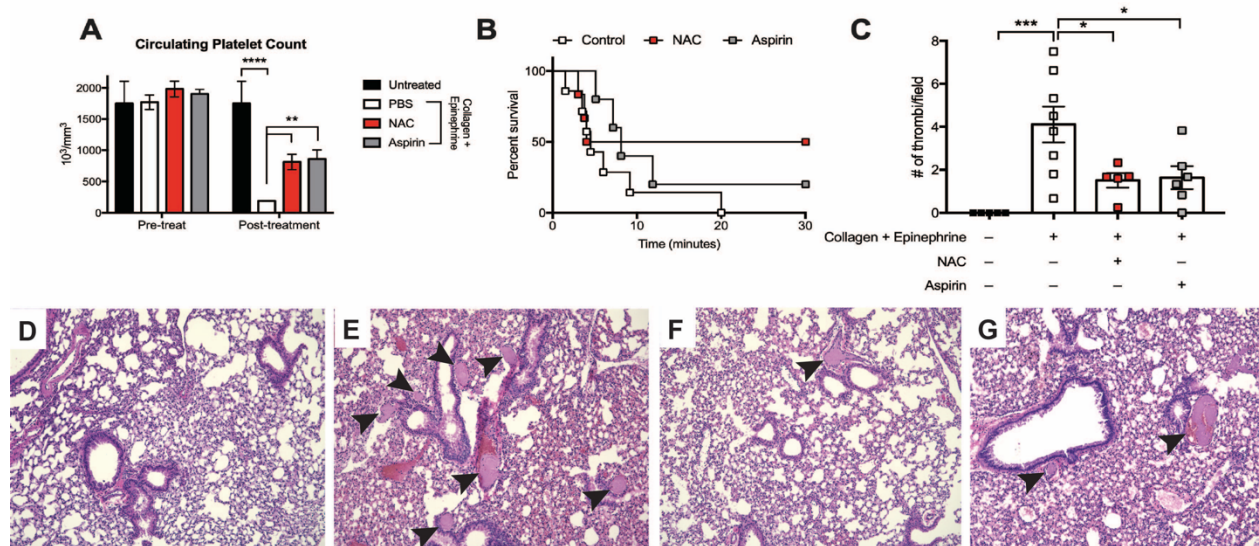 A
Circulating Platelet Count
****
**
2000
1500
1000
500
0
10³/mm³
Pre-treat
Post-treatment
Untreated
PBS
NAC
Aspirin
Collagen +
Epinephrine
B
Control
NAC
Aspirin
100
50
0
Percent survival
0
10
20
30
Time (minutes)
C
***
*
*
8
6
4
2
0
# of thrombi/field
Collagen + Epinephrine – + + +
NAC – – + –
Aspirin – – – +
D
E
F
G